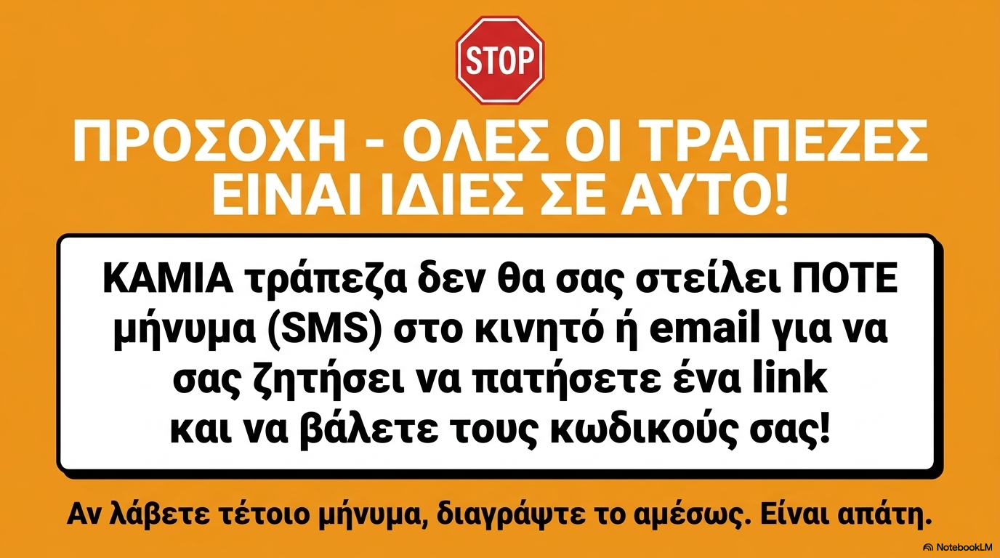 STOP
ΠΡΟΣΟΧΗ - ΟΛΕΣ ΟΙ ΤΡΑΠΕΖΕΣ
ΕΙΝΑΙ ΙΔΙΕΣ ΣΕ ΑΥΤΟ!
ΚΑΜΙΑ τράπεζα δεν θα σας στείλει ΠΟΤΕ
μήνυμα (SMS) στο κινητό ή email για να
σας ζητήσει να πατήσετε ένα link
και να βάλετε τους κωδικούς σας!
Αν λάβετε τέτοιο μήνυμα, διαγράψτε το αμέσως. Είναι απάτη.
NotebookLM